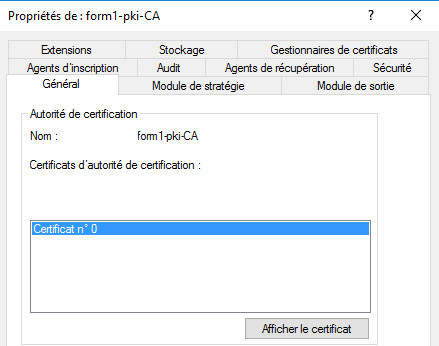 Propriétés de : form1-pki-CA
Extensions
Stockage
Gestionnaires de certificats
Agents d'inscription
Audit
Agents de récupération
Sécurité
Général
Module de stratégie
Module de sortie
Autorité de certification
Nom :
form1-pki-CA
Certificats d'autorité de certification :
Certificat n° 0
Afficher le certificat